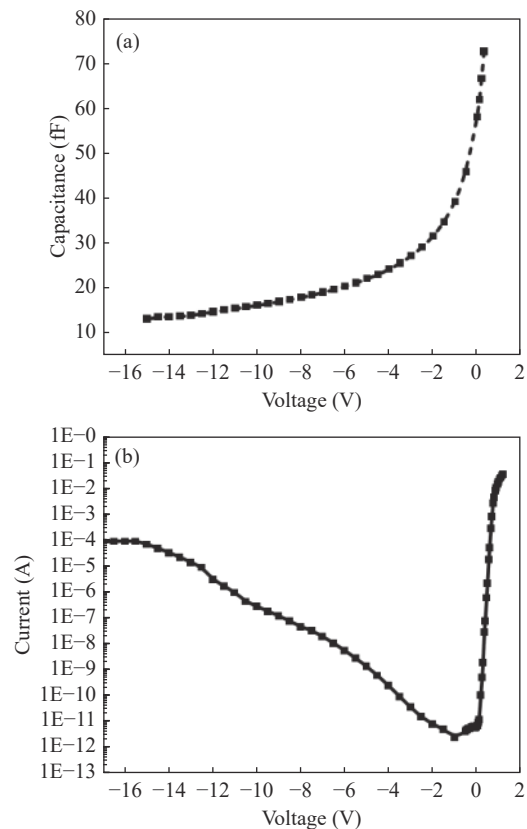 (a)
80
70
60
50
40
30
20
10
Capacitance (fF)
−16 −14 −12 −10 −8 −6 −4 −2 0 2
Voltage (V)
(b)
1E−0
1E−1
1E−2
1E−3
1E−4
1E−5
1E−6
1E−7
1E−8
1E−9
1E−10
1E−11
1E−12
1E−13
Current (A)
−16 −14 −12 −10 −8 −6 −4 −2 0 2
Voltage (V)